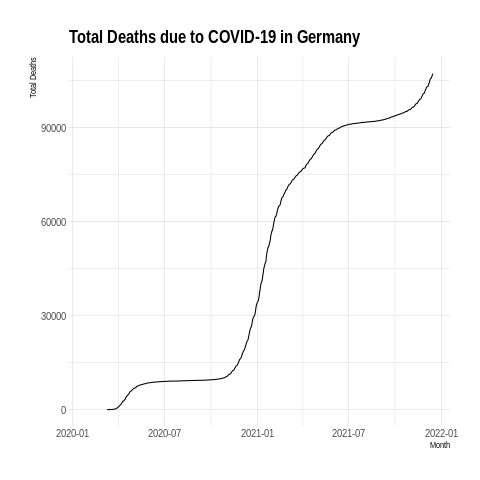 Total Deaths due to COVID-19 in Germany
Total Deaths
90000
60000
30000
0
2020-01 2020-07 2021-01 2021-07 2022-01
Month